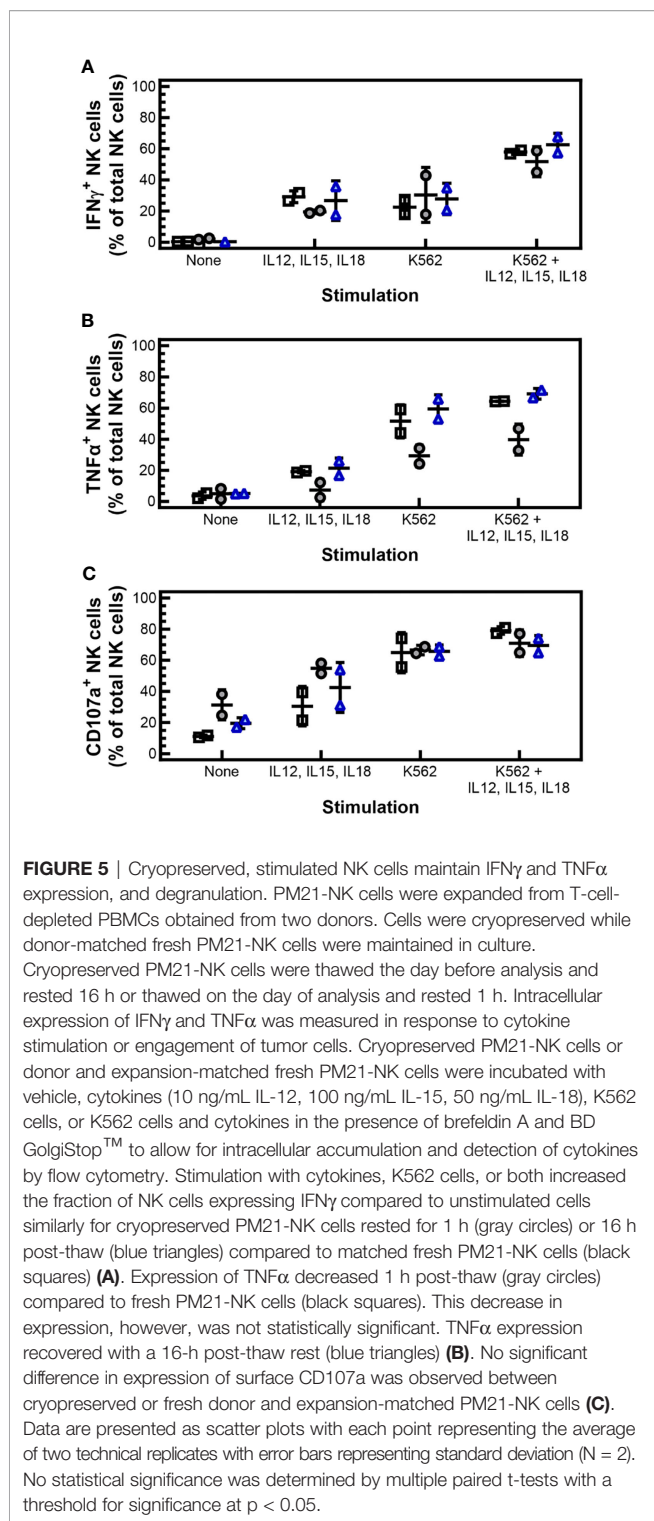 A
IFNγ+ NK cells
(% of total NK cells)
100
80
60
40
20
0
None
IL12, IL15, IL18
K562
K562 +
IL12, IL15, IL18
Stimulation
B
TNFα+ NK cells
(% of total NK cells)
100
80
60
40
20
0
None
IL12, IL15, IL18
K562
K562 +
IL12, IL15, IL18
Stimulation
C
CD107a+ NK cells
(% of total NK cells)
100
80
60
40
20
0
None
IL12, IL15, IL18
K562
K562 +
IL12, IL15, IL18
Stimulation
FIGURE 5 | Cryopreserved, stimulated NK cells maintain IFNγ and TNFα
expression, and degranulation. PM21-NK cells were expanded from T-cell-
depleted PBMCs obtained from two donors. Cells were cryopreserved while
donor-matched fresh PM21-NK cells were maintained in culture.
Cryopreserved PM21-NK cells were thawed the day before analysis and
rested 16 h or thawed on the day of analysis and rested 1 h. Intracellular
expression of IFNγ and TNFα was measured in response to cytokine
stimulation or engagement of tumor cells. Cryopreserved PM21-NK cells or
donor and expansion-matched fresh PM21-NK cells were incubated with
vehicle, cytokines (10 ng/mL IL-12, 100 ng/mL IL-15, 50 ng/mL IL-18), K562
cells, or K562 cells and cytokines in the presence of brefeldin A and BD
GolgiStop™ to allow for intracellular accumulation and detection of cytokines
by flow cytometry. Stimulation with cytokines, K562 cells, or both increased
the fraction of NK cells expressing IFNγ compared to unstimulated cells
similarly for cryopreserved PM21-NK cells rested for 1 h (gray circles) or 16 h
post-thaw (blue triangles) compared to matched fresh PM21-NK cells (black
squares) (A). Expression of TNFα decreased 1 h post-thaw (gray circles)
compared to fresh PM21-NK cells (black squares). This decrease in
expression, however, was not statistically significant. TNFα expression
recovered with a 16-h post-thaw rest (blue triangles) (B). No significant
difference in expression of surface CD107a was observed between
cryopreserved or fresh donor and expansion-matched PM21-NK cells (C).
Data are presented as scatter plots with each point representing the average
of two technical replicates with error bars representing standard deviation (N = 2).
No statistical significance was determined by multiple paired t-tests with a
threshold for significance at p < 0.05.